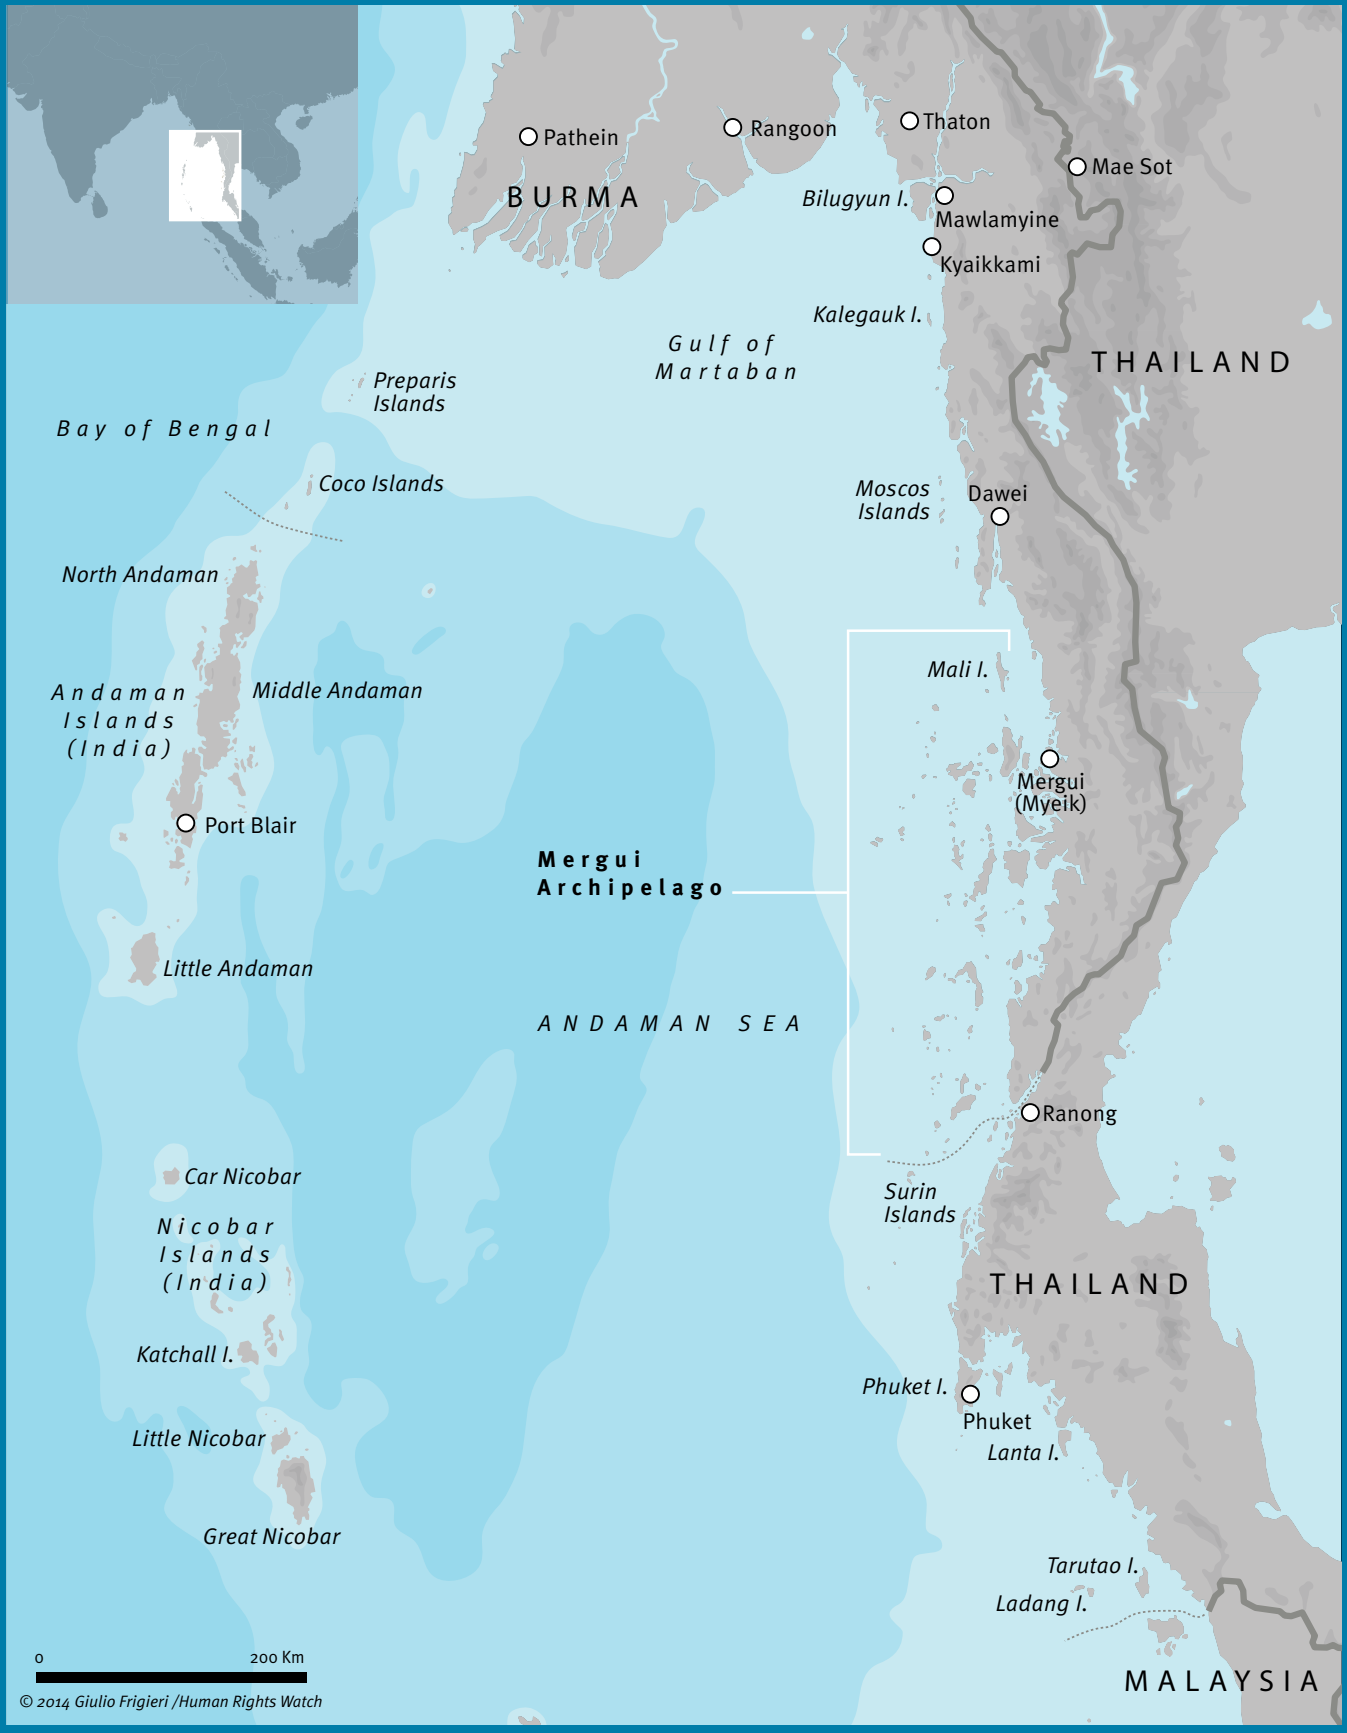 Pathein
Rangoon
Thaton
Mae Sot
BURMA
Bilugyun I.
Mawlamyine
Kyaikkami
Kalegauk I.
Gulf of
Martaban
THAILAND
Preparis
Islands
Bay of Bengal
Coco Islands
Moscos
Islands
Dawei
North Andaman
Mali I.
Andaman
Islands
(India)
Middle Andaman
Mergui
(Myeik)
Port Blair
Mergui
Archipelago
Little Andaman
ANDAMAN SEA
Ranong
Car Nicobar
Surin
Islands
Nicobar
Islands
(India)
THAILAND
Katchall I.
Phuket I.
Phuket
Little Nicobar
Lanta I.
Great Nicobar
Tarutao I.
Ladang I.
0 200 Km
MALAYSIA
© 2014 Giulio Frigieri /Human Rights Watch